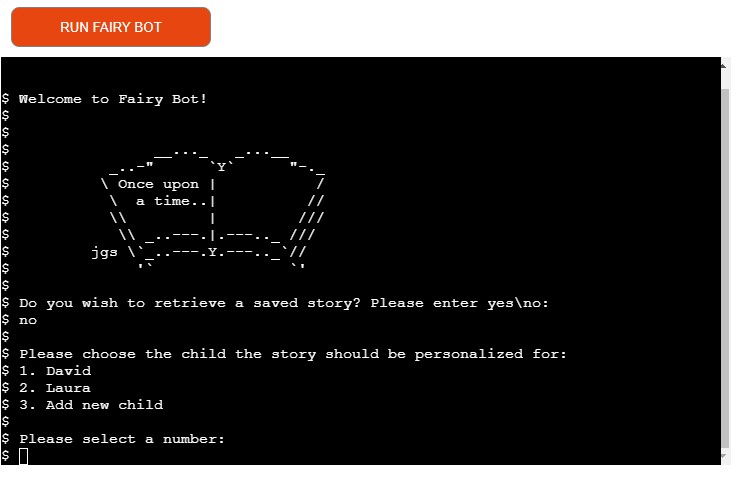 RUN FAIRY BOT
$ Welcome to Fairy Bot!
$
$
$                __..._   _...__
$           _..-"      `Y`      "-._
$          \ Once upon |           /
$           \  a time..|          //
$           \\         |         ///
$            \\ _..---.|.---.._ ///
$         jgs \`_..---.Y.---.._`//
$              '`               `'
$
$ Do you wish to retrieve a saved story? Please enter yes\no:
$ no
$
$ Please choose the child the story should be personalized for:
$ 1. David
$ 2. Laura
$ 3. Add new child
$
$ Please select a number:
$